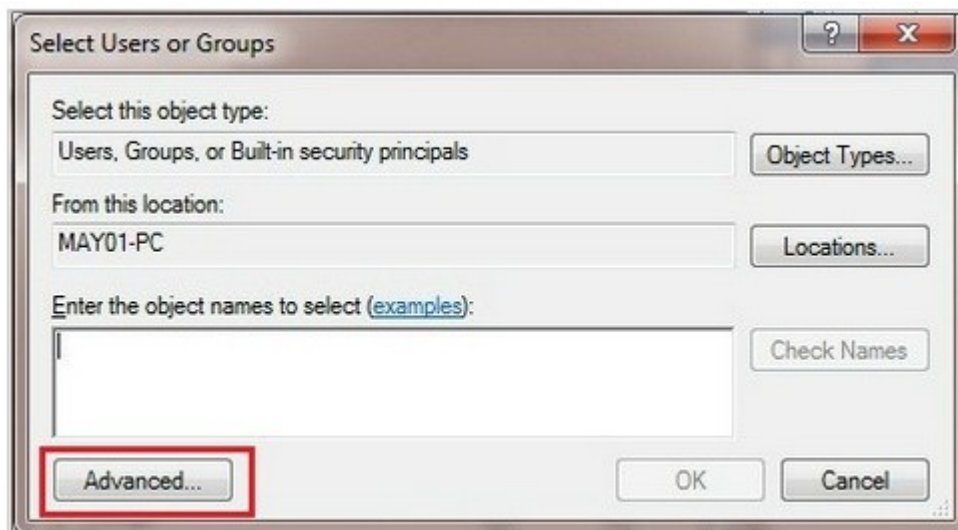 Select Users or Groups
Select this object type:
Users, Groups, or Built-in security principals
Object Types...
From this location:
MAY01-PC
Locations...
Enter the object names to select (examples):
Check Names
Advanced...
OK
Cancel